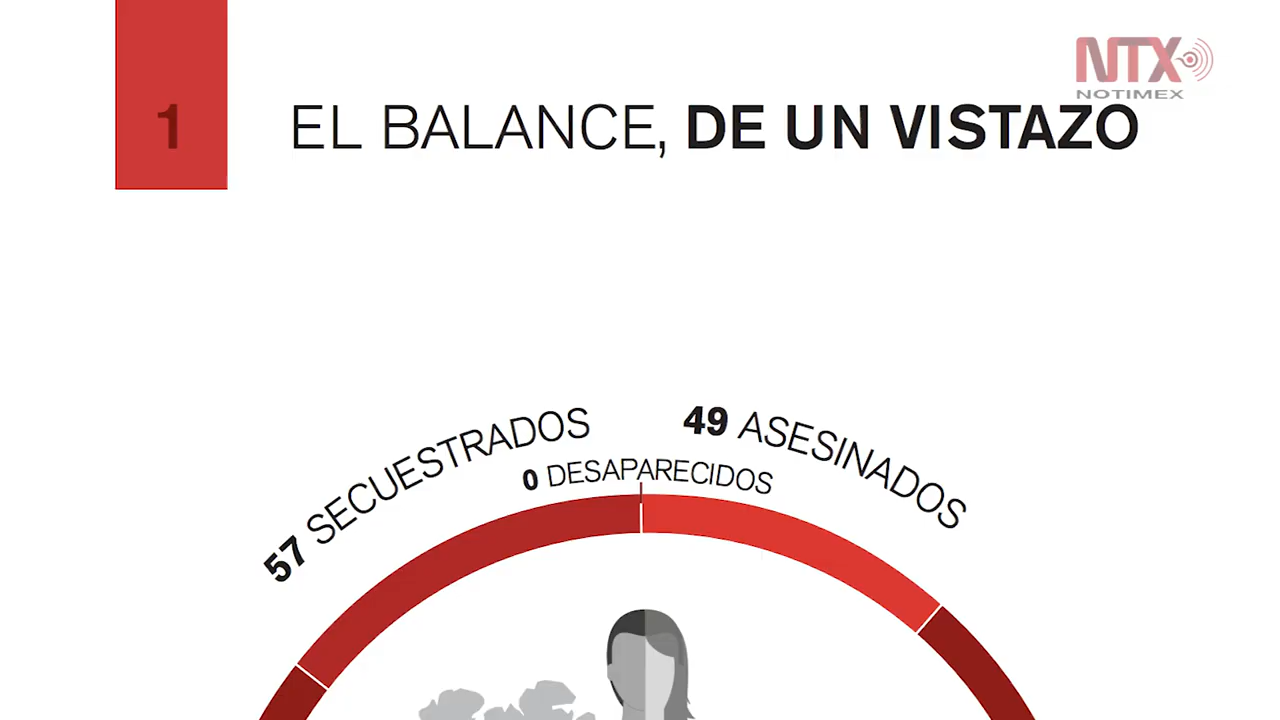 NTX
NOTIMEX
1
EL BALANCE, DE UN VISTAZO
57 SECUESTRADOS
49 ASESINADOS
0 DESAPARECIDOS